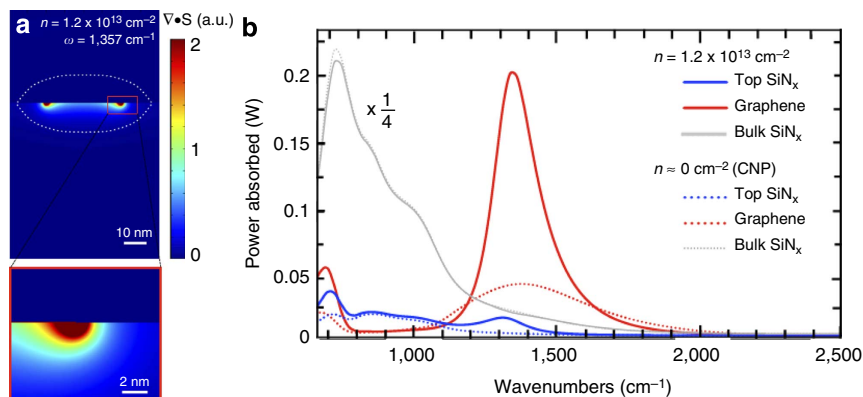 a
n = 1.2 x 10¹³ cm⁻²
ω = 1,357 cm⁻¹
∇•S (a.u.)
2
1
0
10 nm
2 nm
b
Power absorbed (W)
0.2
0.15
0.1
0.05
0
x 1/4
n = 1.2 x 10¹³ cm⁻²
Top SiNₓ
Graphene
Bulk SiNₓ
n ≈ 0 cm⁻² (CNP)
Top SiNₓ
Graphene
Bulk SiNₓ
1,000
1,500
2,000
2,500
Wavenumbers (cm⁻¹)